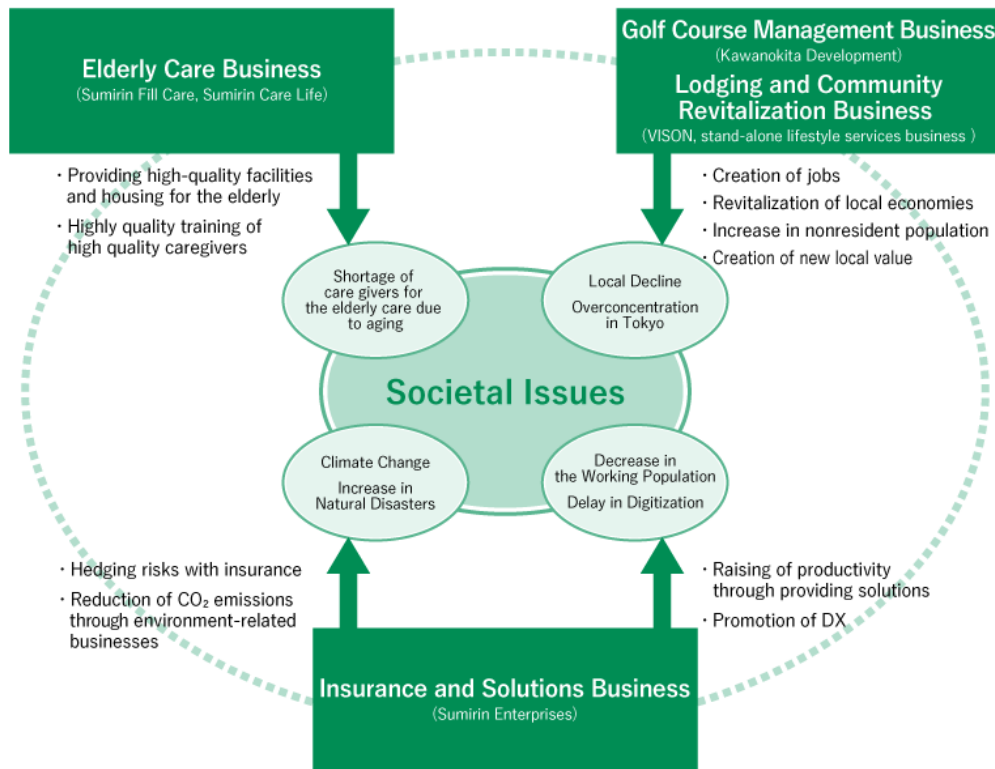 Elderly Care Business
(Sumirin Fill Care, Sumirin Care Life)
Golf Course Management Business
(Kawanokita Development)
Lodging and Community
Revitalization Business
(VISON, stand-alone lifestyle services business )
・Providing high-quality facilities
and housing for the elderly
・Highly quality training of
high quality caregivers
・Creation of jobs
・Revitalization of local economies
・Increase in nonresident population
・Creation of new local value
Shortage of
care givers for
the elderly care due
to aging
Local Decline
Overconcentration
in Tokyo
Societal Issues
Climate Change
Increase in
Natural Disasters
Decrease in
the Working Population
Delay in Digitization
・Hedging risks with insurance
・Reduction of CO₂ emissions
through environment-related
businesses
・Raising of productivity
through providing solutions
・Promotion of DX
Insurance and Solutions Business
(Sumirin Enterprises)